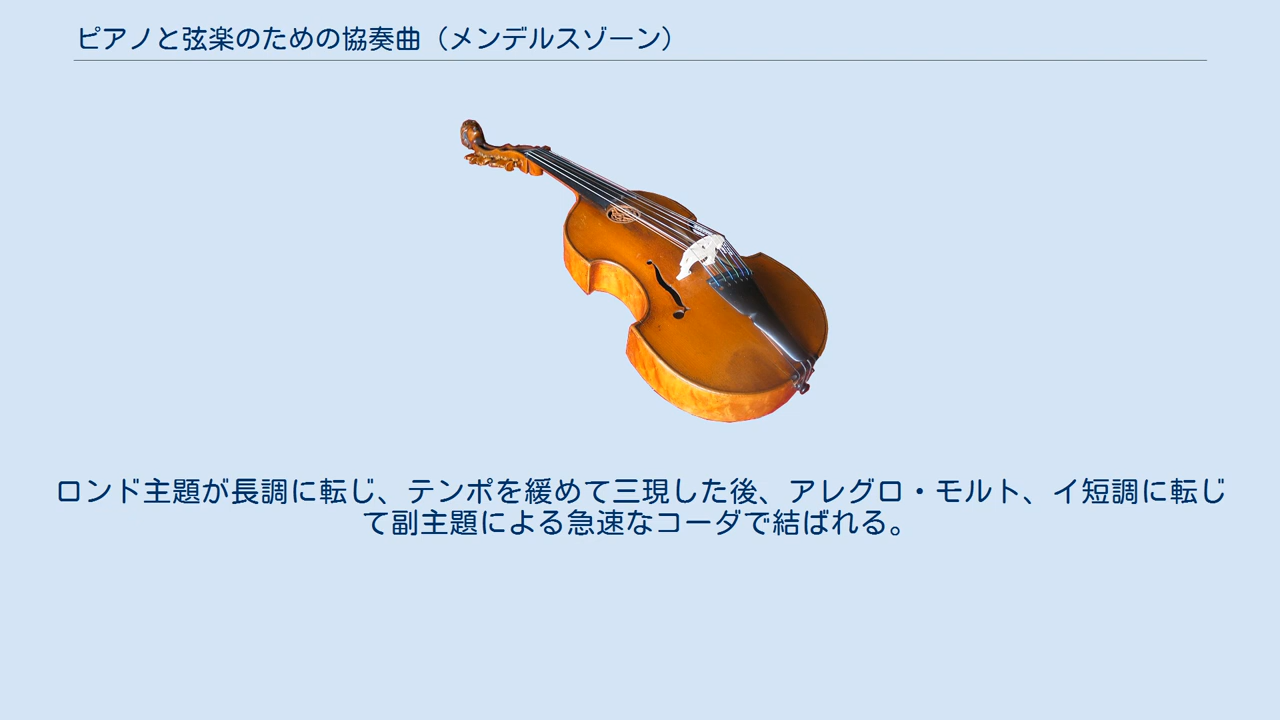 ピアノと弦楽のための協奏曲（メンデルスゾーン）
ロンド主題が長調に転じ、テンポを緩めて三現した後、アレグロ・モルト、イ短調に転じ
て副主題による急速なコーダで結ばれる。